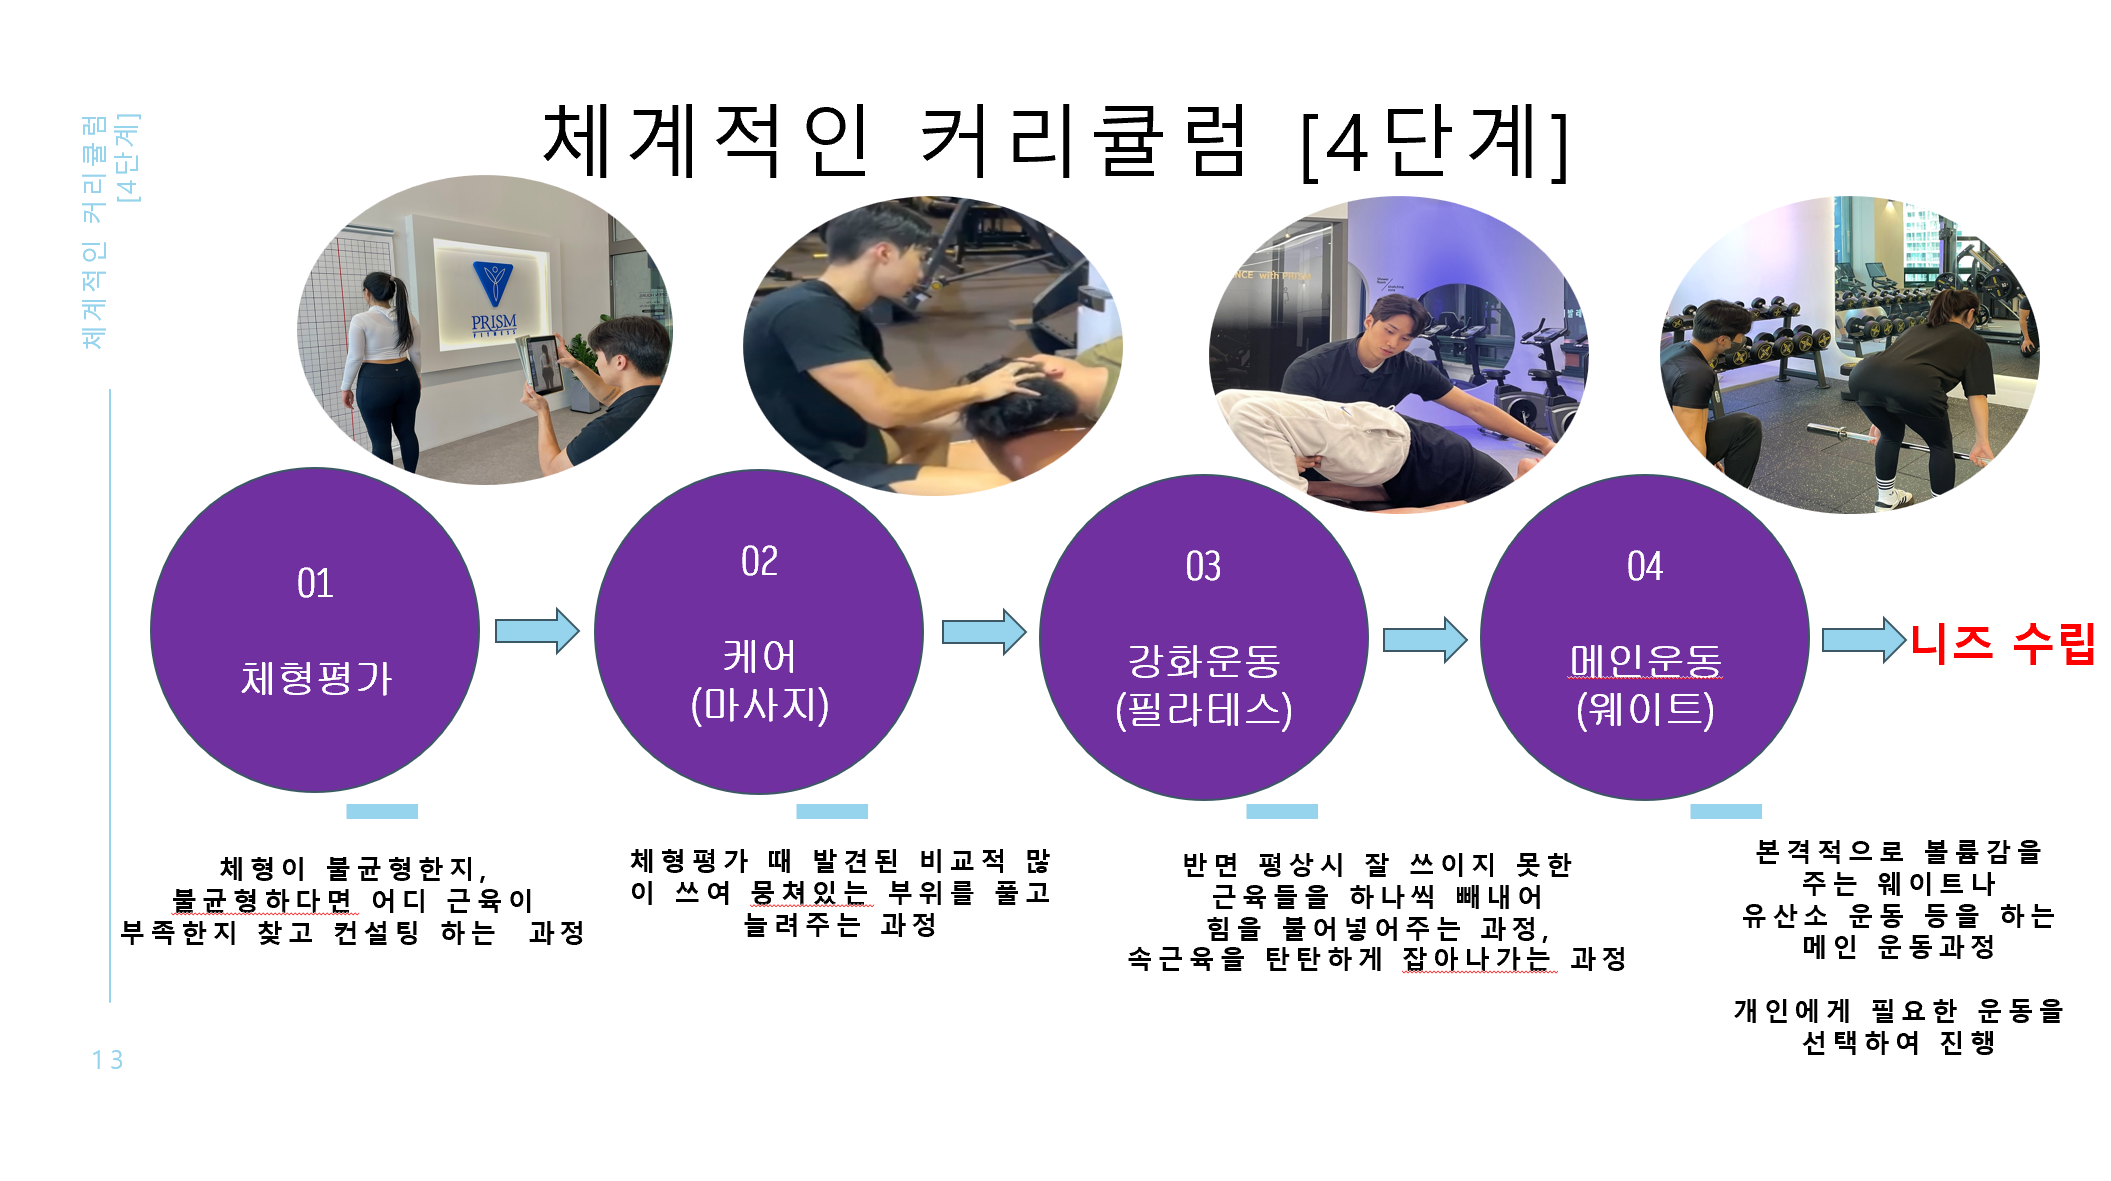 체계적인 커리큘럼
[4단계]
체계적인 커리큘럼 [4단계]
PRISM
FITNESS
01
체형평가
02
케어
(마사지)
03
강화운동
(필라테스)
04
메인운동
(웨이트)
니즈 수립
체형이 불균형한지,
불균형하다면 어디 근육이
부족한지 찾고 컨설팅 하는 과정
체형평가 때 발견된 비교적 많
이 쓰여 뭉쳐있는 부위를 풀고
늘려주는 과정
반면 평상시 잘 쓰이지 못한
근육들을 하나씩 빼내어
힘을 불어넣어주는 과정,
속근육을 탄탄하게 잡아나가는 과정
본격적으로 볼륨감을
주는 웨이트나
유산소 운동 등을 하는
메인 운동과정
개인에게 필요한 운동을
선택하여 진행
13